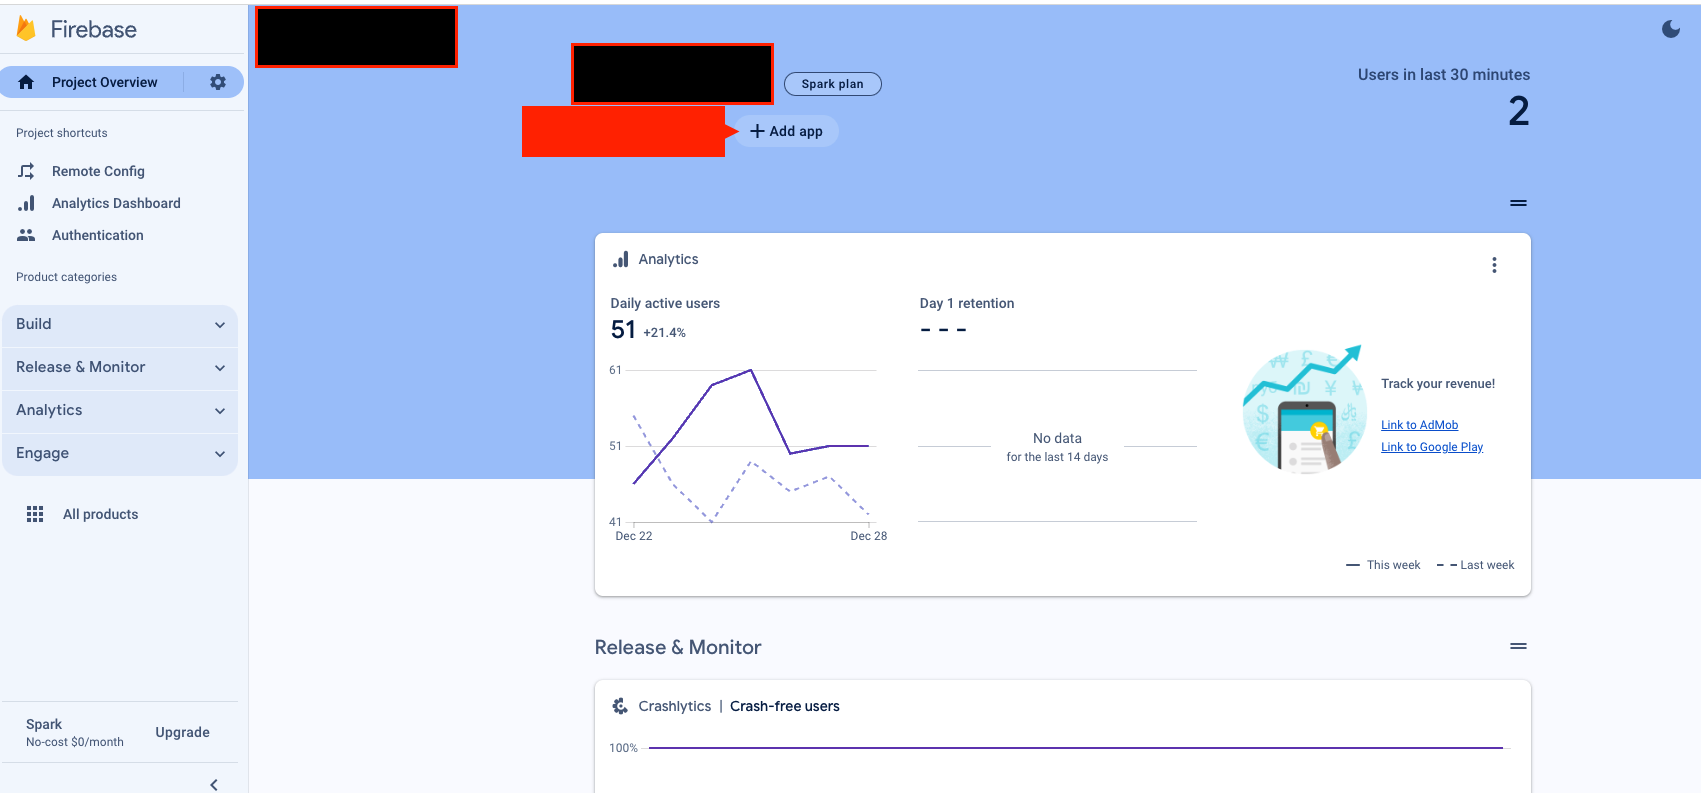 Firebase
Project Overview
Project shortcuts
Remote Config
Analytics Dashboard
Authentication
Product categories
Build
Release & Monitor
Analytics
Engage
All products
Spark
No-cost $0/month
Upgrade
Spark plan
Add app
Users in last 30 minutes
2
Analytics
Daily active users
51 +21.4%
61
51
41
Dec 22
Dec 28
Day 1 retention
- - -
No data
for the last 14 days
Track your revenue!
Link to AdMob
Link to Google Play
This week
Last week
Release & Monitor
Crashlytics | Crash-free users
100%